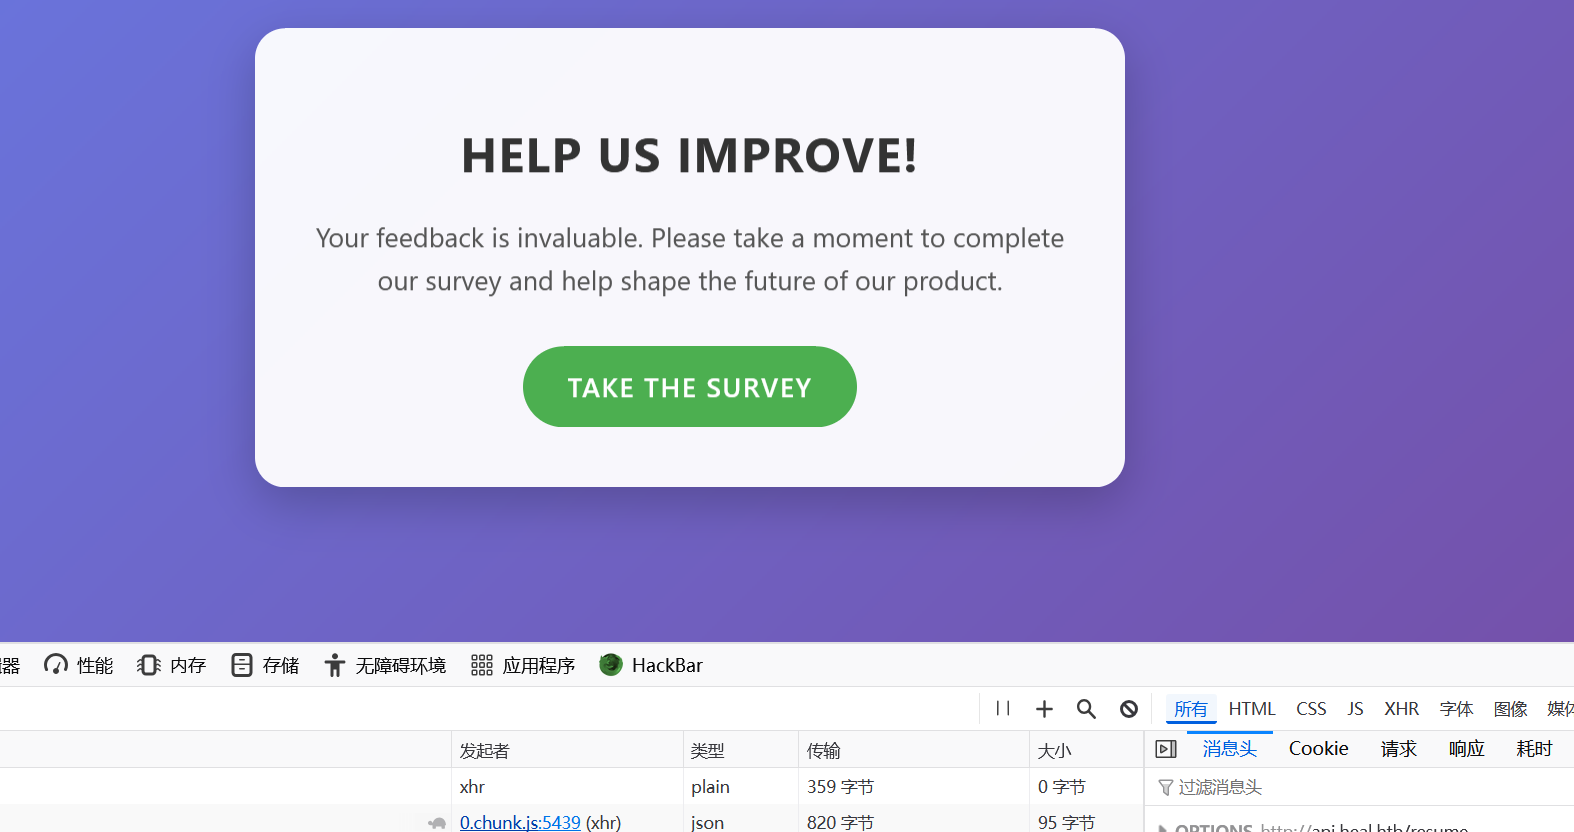 HELP US IMPROVE!
Your feedback is invaluable. Please take a moment to complete
our survey and help shape the future of our product.
TAKE THE SURVEY
器 性能 内存 存储 无障碍环境 应用程序 HackBar
所有 HTML CSS JS XHR 字体 图像 媒体
发起者 类型 传输 大小 消息头 Cookie 请求 响应 耗时
xhr plain 359 字节 0 字节 过滤消息头
0.chunk.js:5439 (xhr) json 820 字节 95 字节
OPTIONS http://api.heal.htb/resume